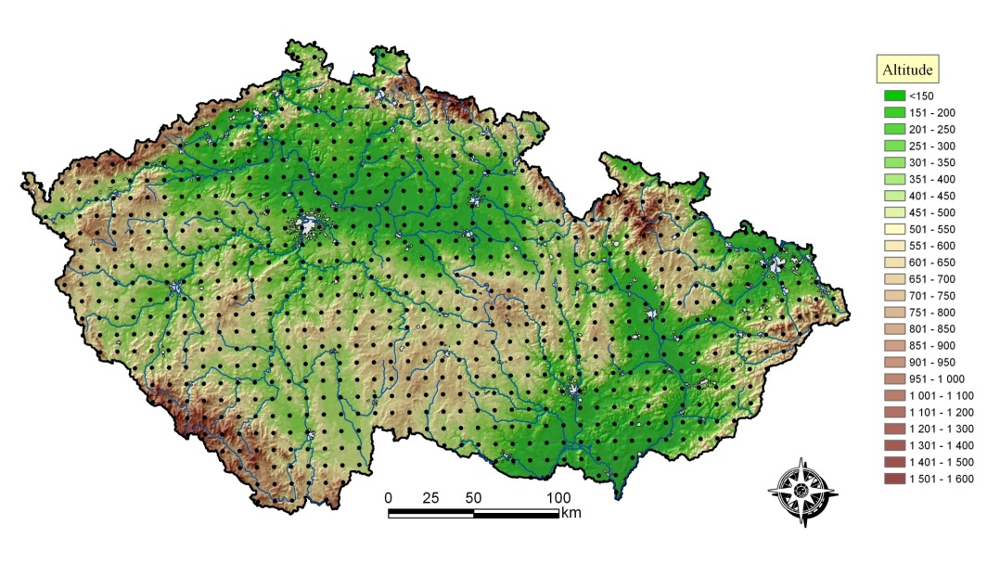 Altitude
<150
151 - 200
201 - 250
251 - 300
301 - 350
351 - 400
401 - 450
451 - 500
501 - 550
551 - 600
601 - 650
651 - 700
701 - 750
751 - 800
801 - 850
851 - 900
901 - 950
951 - 1 000
1 001 - 1 100
1 101 - 1 200
1 201 - 1 300
1 301 - 1 400
1 401 - 1 500
1 501 - 1 600
0 25 50 100
km